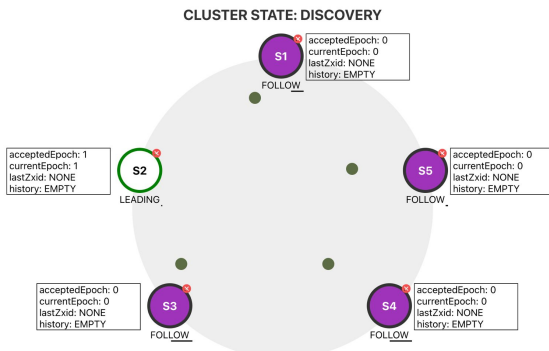 CLUSTER STATE: DISCOVERY
S1
acceptedEpoch: 0
currentEpoch: 0
lastZxid: NONE
history: EMPTY
FOLLOW
acceptedEpoch: 1
currentEpoch: 1
lastZxid: NONE
history: EMPTY
S2
LEADING
S5
acceptedEpoch: 0
currentEpoch: 0
lastZxid: NONE
history: EMPTY
FOLLOW
acceptedEpoch: 0
currentEpoch: 0
lastZxid: NONE
history: EMPTY
S3
FOLLOW
S4
acceptedEpoch: 0
currentEpoch: 0
lastZxid: NONE
history: EMPTY
FOLLOW